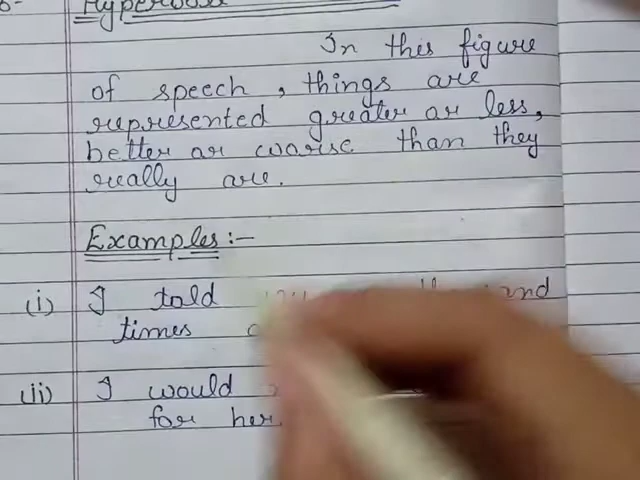 Hyperbole
In this figure
of speech, things are
represented greater or less,
better or worse than they
really are.
Examples :-
(i) I told
times
(ii) I would
for her